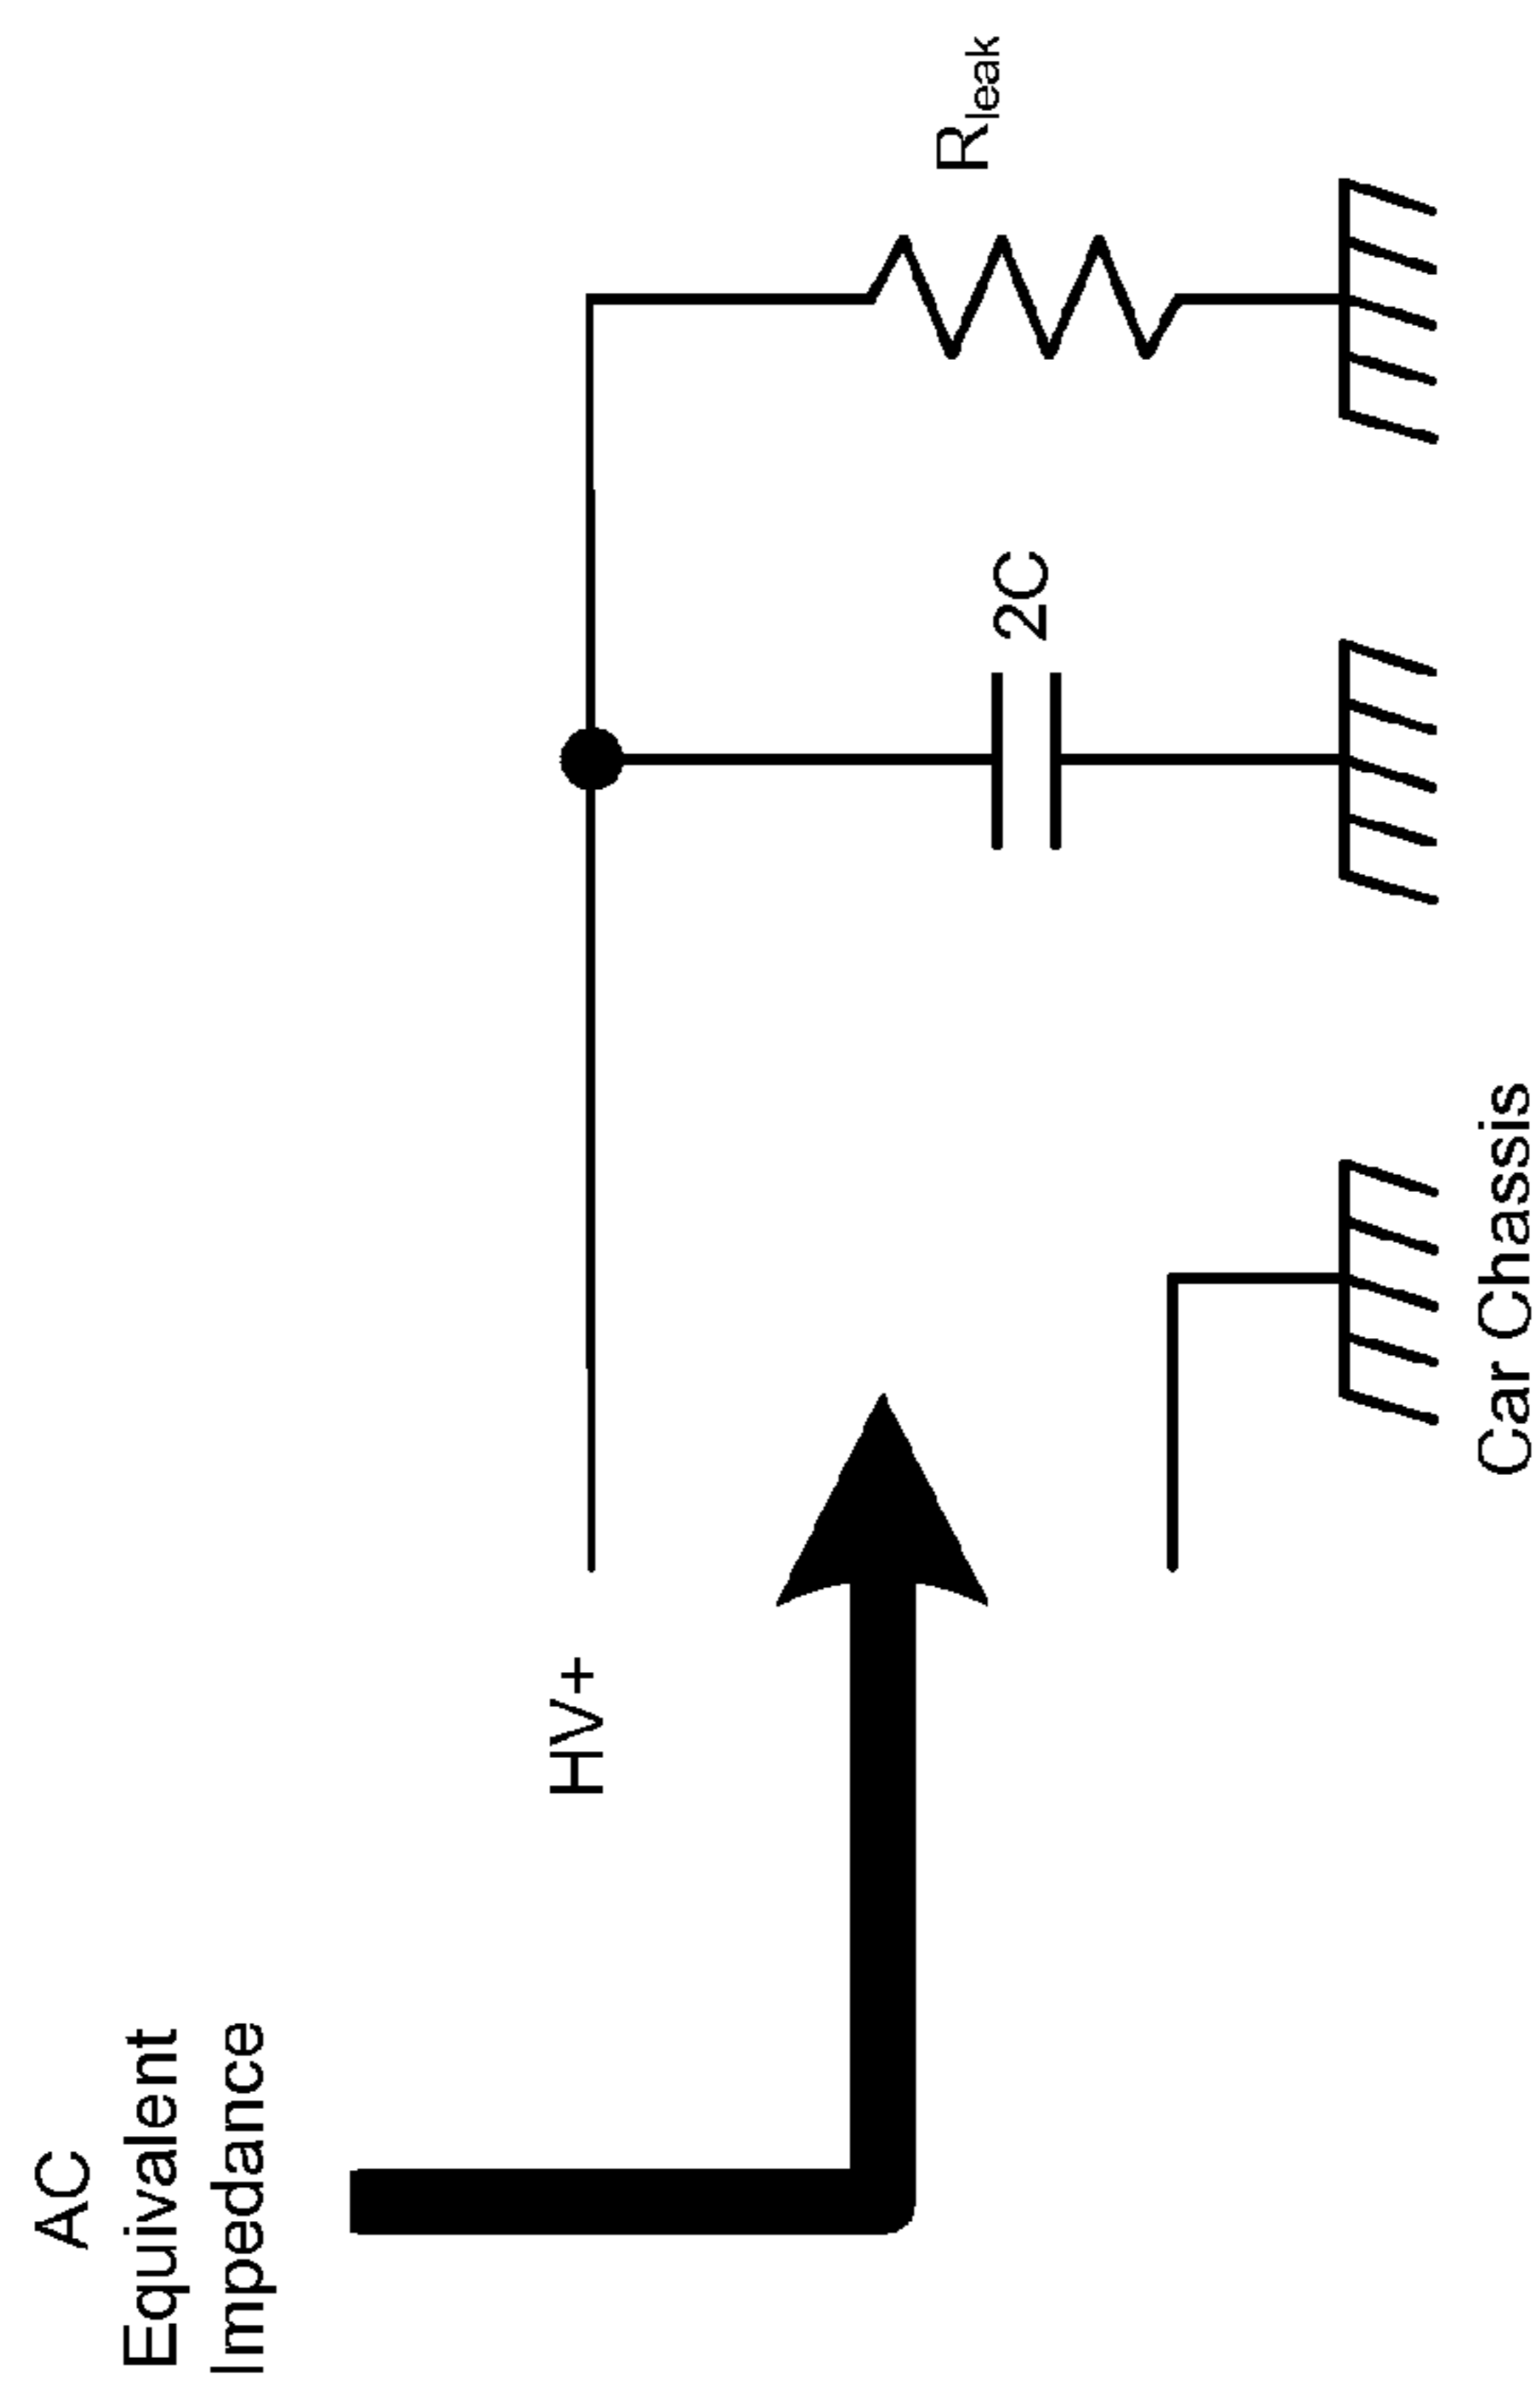 AC
Equivalent
Impedance
HV+
2C
Rleak
Car Chassis